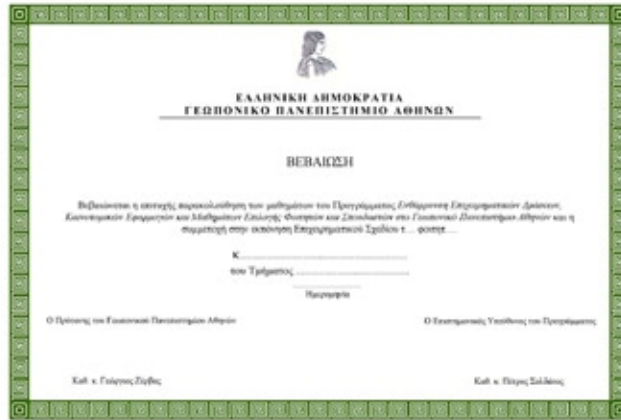 ΕΛΛΗΝΙΚΗ ΔΗΜΟΚΡΑΤΙΑ
ΓΕΩΠΟΝΙΚΟ ΠΑΝΕΠΙΣΤΗΜΙΟ ΑΘΗΝΩΝ
ΒΕΒΑΙΩΣΗ
Βεβαιώνεται η επιτυχής παρακολούθηση των μαθημάτων του Προγράμματος Ενθάρρυνση Επιχειρηματικών Δράσεων,
Καινοτομικών Εφαρμογών και Μαθημάτων Επιλογής Φοιτητών και Σπουδαστών στο Γεωπονικό Πανεπιστήμιο Αθηνών και η
συμμετοχή στην εκπόνηση Επιχειρηματικού Σχεδίου τ... φοιτητ....
Κ.......................................................
του Τμήματος ......................................
Ημερομηνία
Ο Πρύτανης του Γεωπονικού Πανεπιστημίου Αθηνών
Ο Επιστημονικός Υπεύθυνος του Προγράμματος
Καθ. κ. Γεώργιος Ζέρβας
Καθ. κ. Πέτρος Σολδάτος